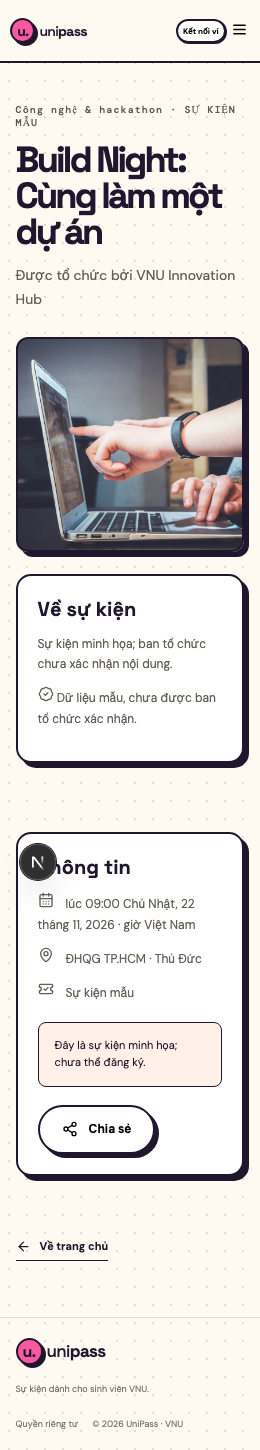 u. unipass
Kết nối ví
Công nghệ & hackathon · SỰ KIỆN
MẪU
Build Night:
Cùng làm một
dự án
Được tổ chức bởi VNU Innovation
Hub
Về sự kiện
Sự kiện minh họa; ban tổ chức
chưa xác nhận nội dung.
Dữ liệu mẫu, chưa được ban
tổ chức xác nhận.
N hông tin
lúc 09:00 Chủ Nhật, 22
tháng 11, 2026 · giờ Việt Nam
ĐHQG TP.HCM · Thủ Đức
Sự kiện mẫu
Đây là sự kiện minh họa;
chưa thể đăng ký.
Chia sẻ
Về trang chủ
u. unipass
Sự kiện dành cho sinh viên VNU.
Quyền riêng tư © 2026 UniPass · VNU